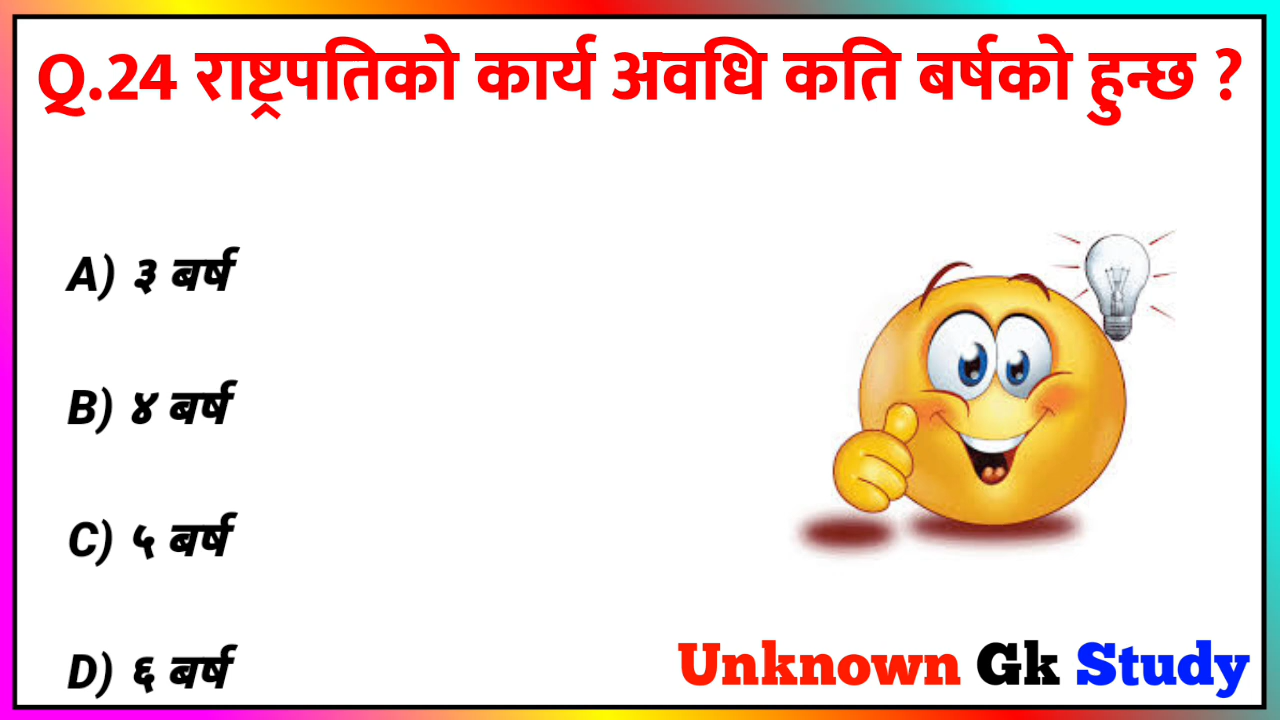 Q.24 राष्ट्रपतिको कार्य अवधि कति बर्षको हुन्छ ?
A) ३ बर्ष
B) ४ बर्ष
C) ५ बर्ष
D) ६ बर्ष
Unknown Gk Study